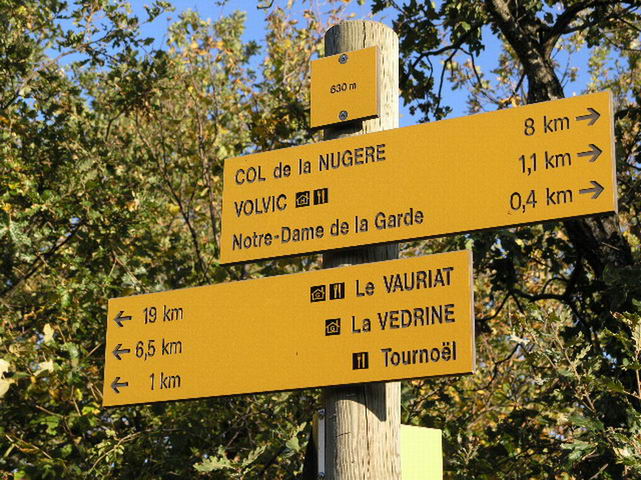 630 m
COL de la NUGERE 8 km
VOLVIC 1,1 km
Notre-Dame de la Garde 0,4 km
19 km Le VAURIAT
6,5 km La VEDRINE
1 km Tournoël